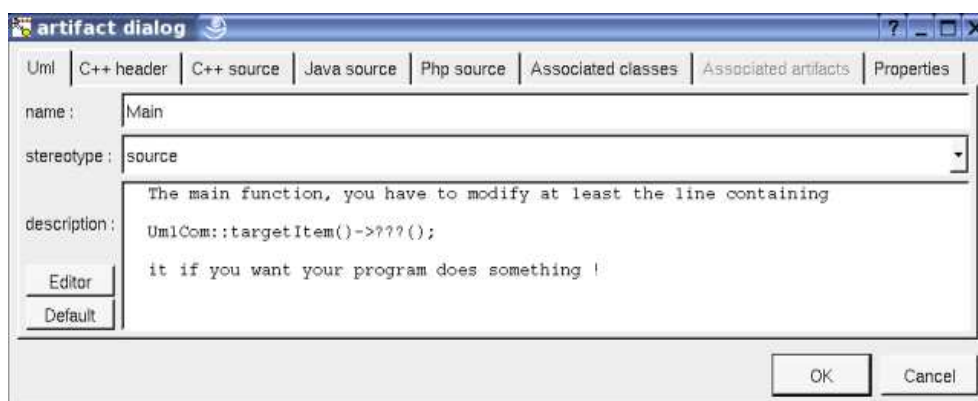 artifact dialog
? _ □ X
Uml C++ header C++ source Java source Php source Associated classes Associated artifacts Properties
name : Main
stereotype : source
description :
The main function, you have to modify at least the line containing
UmlCom::targetItem()->???();
it if you want your program does something !
Editor
Default
OK Cancel